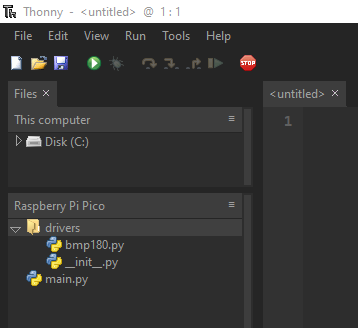 Thonny - <untitled> @ 1 : 1
File Edit View Run Tools Help
STOP
Files ×
<untitled> ×
This computer ≡
1
Disk (C:)
Raspberry Pi Pico ≡
drivers
bmp180.py
__init__.py
main.py